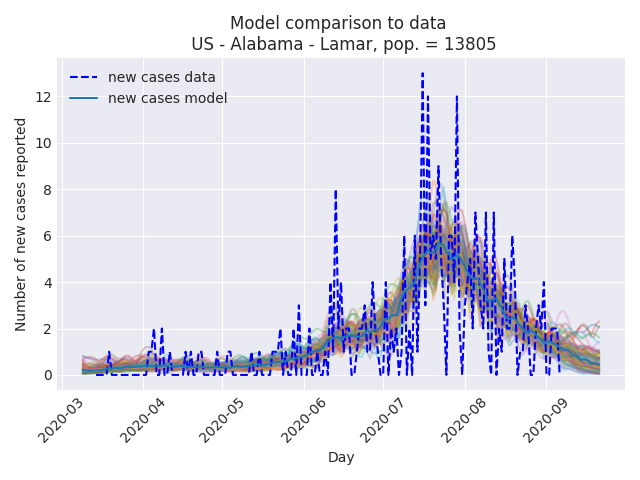 Model comparison to data
US - Alabama - Lamar, pop. = 13805
new cases data
new cases model
Number of new cases reported
12
10
8
6
4
2
0
2020-03
2020-04
2020-05
2020-06
2020-07
2020-08
2020-09
Day